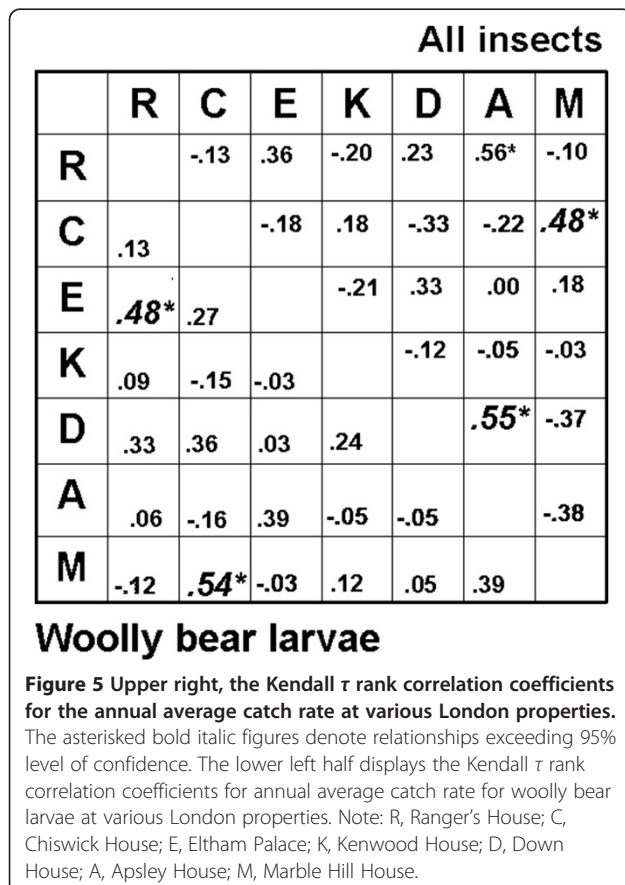 All insects
R C E K D A M
R -.13 .36 -.20 .23 .56* -.10
C .13 -.18 .18 -.33 -.22 .48*
E .48* .27 -.21 .33 .00 .18
K .09 -.15 -.03 -.12 -.05 -.03
D .33 .36 .03 .24 .55* -.37
A .06 -.16 .39 -.05 -.05 -.38
M -.12 .54* -.03 .12 .05 .39
Woolly bear larvae
Figure 5 Upper right, the Kendall τ rank correlation coefficients
for the annual average catch rate at various London properties.
The asterisked bold italic figures denote relationships exceeding 95%
level of confidence. The lower left half displays the Kendall τ rank
correlation coefficients for annual average catch rate for woolly bear
larvae at various London properties. Note: R, Ranger's House; C,
Chiswick House; E, Eltham Palace; K, Kenwood House; D, Down
House; A, Apsley House; M, Marble Hill House.